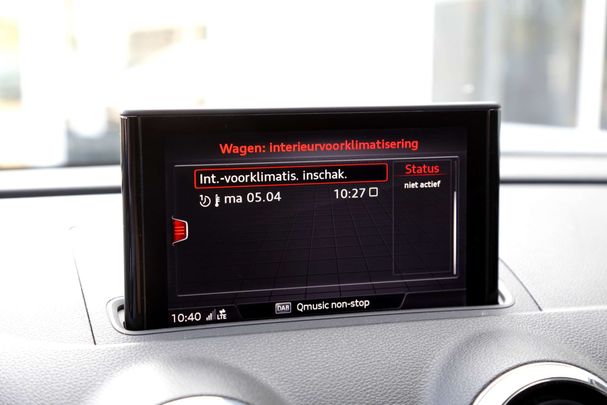 Wagen: interieurvoorklimatisering
Int.-voorklimatis. inschak.
ma 05.04 10:27
Status
niet actief
DAB Qmusic non-stop
10:40 LTE